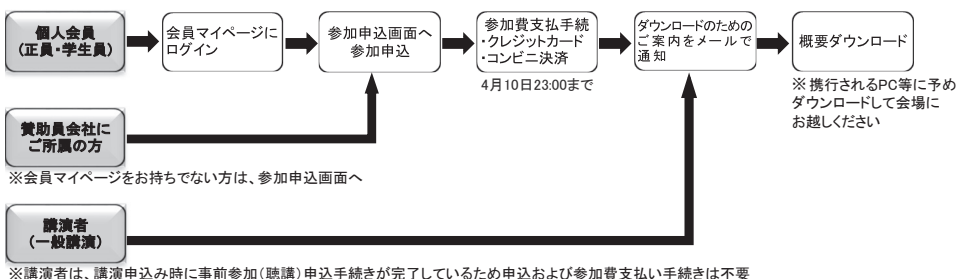 個人会員
(正員・学生員)
会員マイページに
ログイン
参加申込画面へ
参加申込
参加費支払手続
・クレジットカード
・コンビニ決済
4月10日23:00まで
ダウンロードのための
ご案内をメールで
通知
概要ダウンロード
※携行されるPC等に予め
ダウンロードして会場に
お越しください
賛助員会社に
ご所属の方
※会員マイページをお持ちでない方は、参加申込画面へ
講演者
(一般講演)
※講演者は、講演申込み時に事前参加(聴講)申込手続きが完了しているため申込および参加費支払い手続きは不要